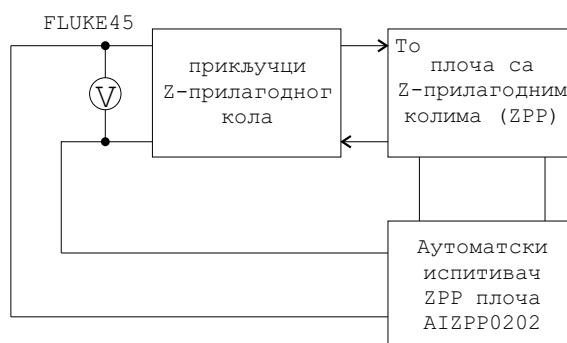 FLUKE45
V
прикључци
Z-прилагодног
кола
То
плоча са
Z-прилагодним
колима (ZPP)
Аутоматски
испитивач
ZPP плоча
AIZPP0202